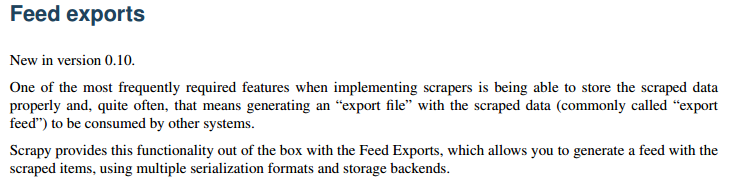 Feed exports
New in version 0.10.
One of the most frequently required features when implementing scrapers is being able to store the scraped data
properly and, quite often, that means generating an “export file” with the scraped data (commonly called “export
feed”) to be consumed by other systems.
Scrapy provides this functionality out of the box with the Feed Exports, which allows you to generate a feed with the
scraped items, using multiple serialization formats and storage backends.